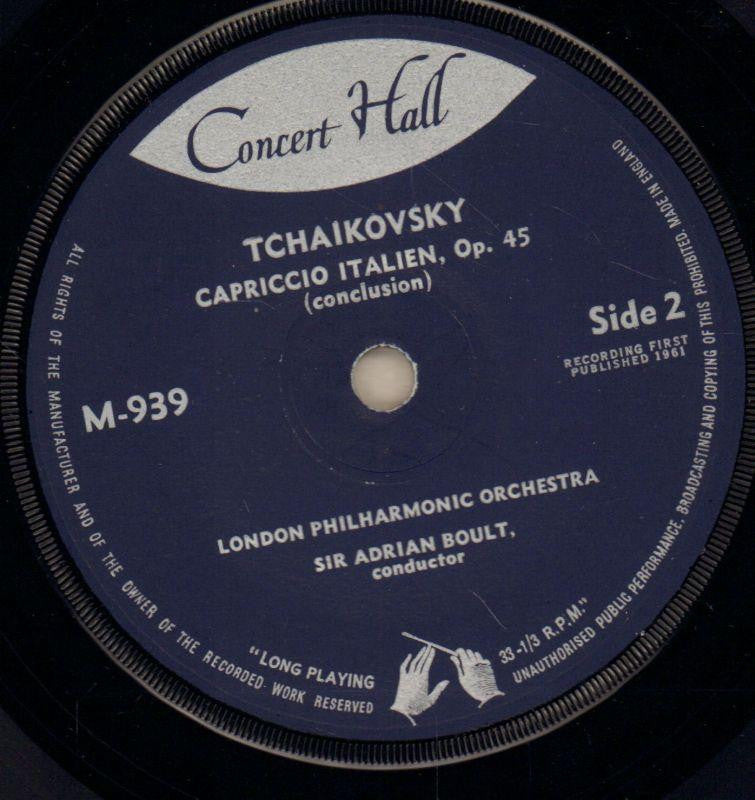 Concert Hall
TCHAIKOVSKY
CAPRICCIO ITALIEN, Op. 45
(conclusion)
Side 2
RECORDING FIRST
PUBLISHED 1961
M-939
LONDON PHILHARMONIC ORCHESTRA
SIR ADRIAN BOULT,
conductor
"LONG PLAYING
33-1/3 R.P.M."
ALL RIGHTS OF THE MANUFACTURER AND OF THE OWNER OF THE RECORDED WORK RESERVED
UNAUTHORISED PUBLIC PERFORMANCE, BROADCASTING AND COPYING OF THIS PROHIBITED. MADE IN ENGLAND